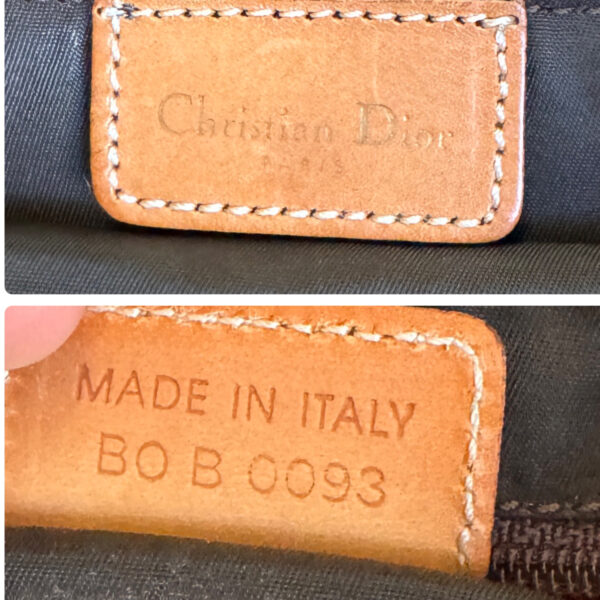 Christian Dior
PARIS
MADE IN ITALY
BO B 0093